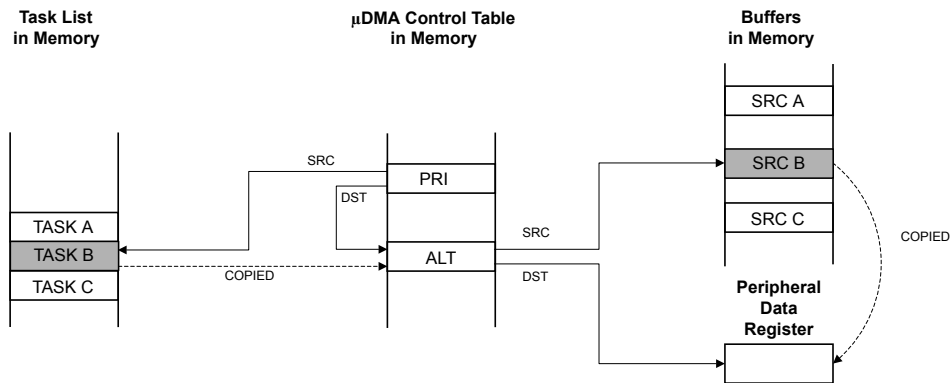 Task List
in Memory
µDMA Control Table
in Memory
Buffers
in Memory
SRC A
SRC
PRI
SRC B
DST
TASK A
SRC C
TASK B
ALT
SRC
COPIED
COPIED
DST
TASK C
Peripheral
Data
Register